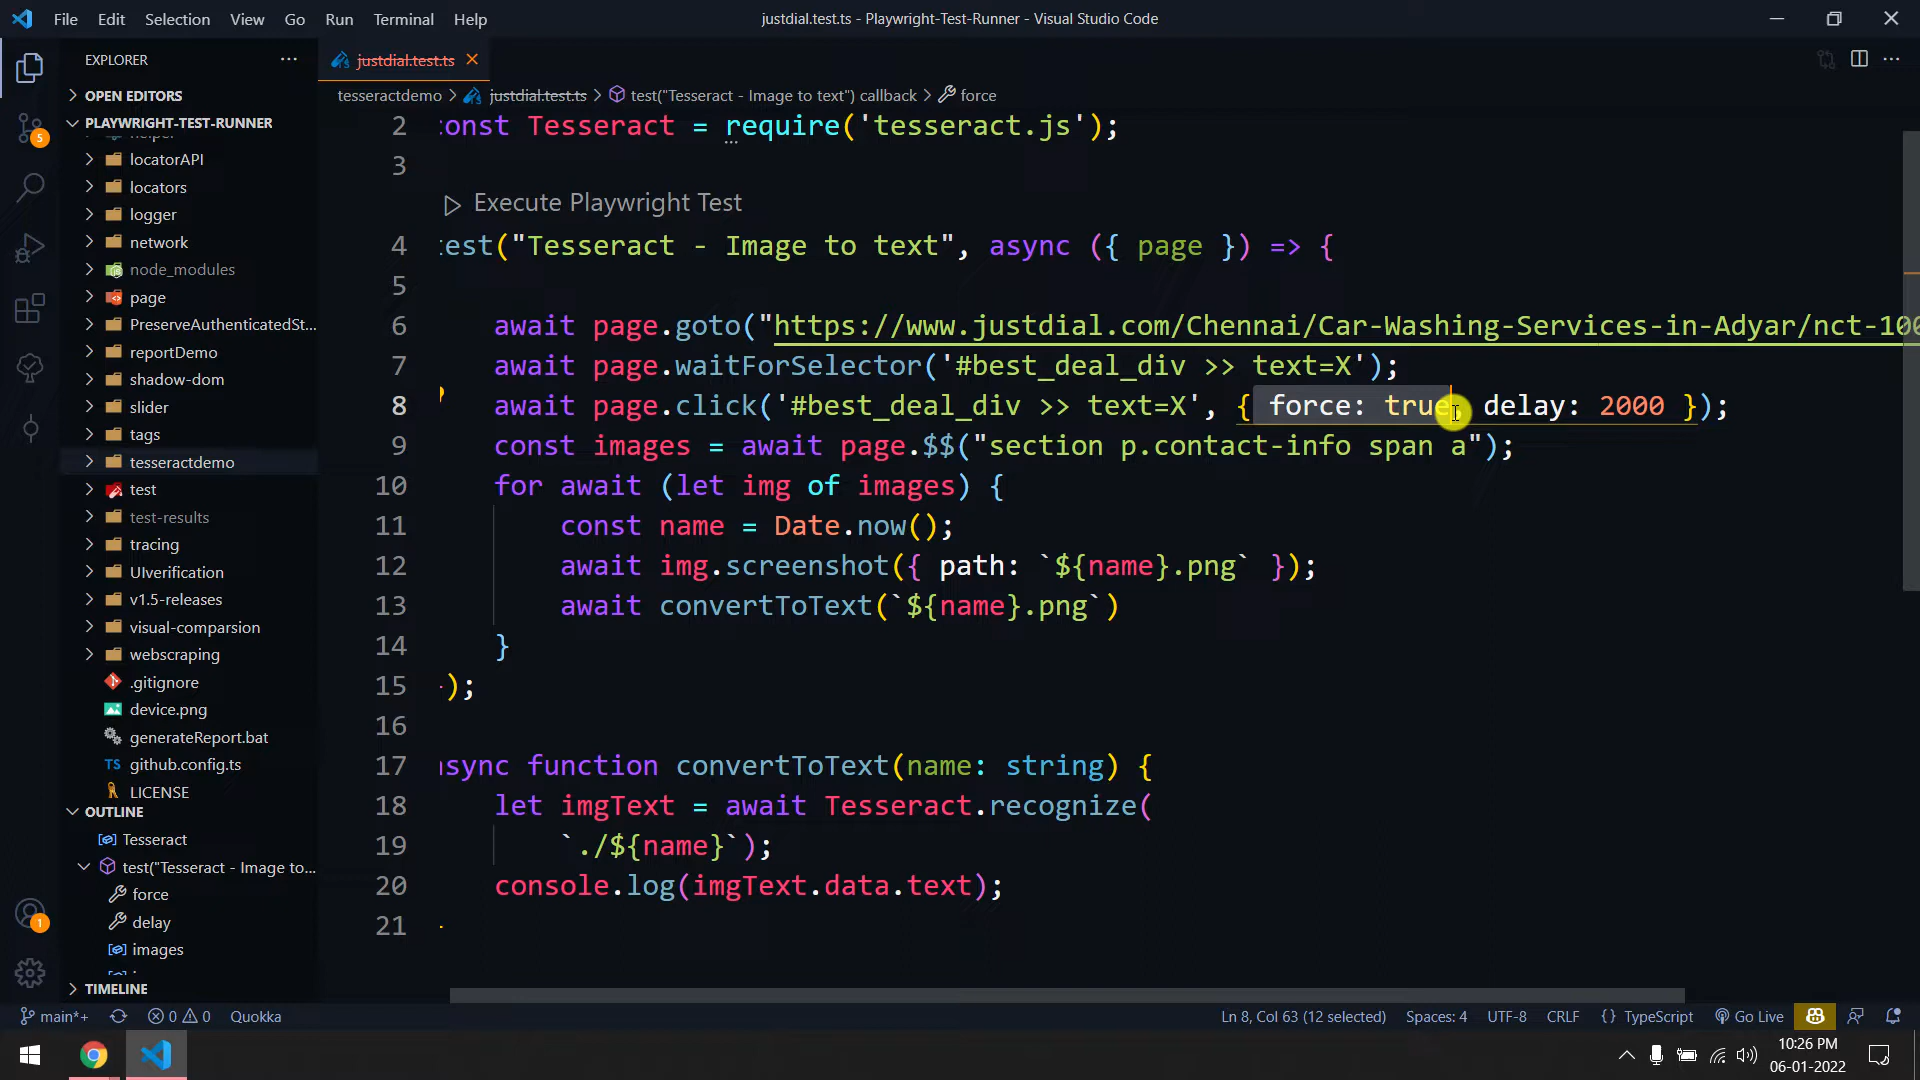 File Edit Selection View Go Run Terminal Help
justdial.test.ts - Playwright-Test-Runner - Visual Studio Code
EXPLORER
justdial.test.ts
OPEN EDITORS
tesseractdemo > justdial.test.ts > test("Tesseract - Image to text") callback > force
PLAYWRIGHT-TEST-RUNNER
locatorAPI
locators
logger
network
node_modules
page
PreserveAuthenticatedSt...
reportDemo
shadow-dom
slider
tags
tesseractdemo
test
test-results
tracing
UIverification
v1.5-releases
visual-comparsion
webscraping
.gitignore
device.png
generateReport.bat
TS github.config.ts
LICENSE
OUTLINE
Tesseract
test("Tesseract - Image to...
force
delay
images
TIMELINE
2 onst Tesseract = require('tesseract.js');
3
Execute Playwright Test
4 est("Tesseract - Image to text", async ({ page }) => {
5
6 await page.goto("https://www.justdial.com/Chennai/Car-Washing-Services-in-Adyar/nct-100
7 await page.waitForSelector('#best_deal_div >> text=X');
8 await page.click('#best_deal_div >> text=X', { force: true, delay: 2000 });
9 const images = await page.$$("section p.contact-info span a");
10 for await (let img of images) {
11 const name = Date.now();
12 await img.screenshot({ path: `${name}.png` });
13 await convertToText(`${name}.png`)
14 }
15 );
16
17 sync function convertToText(name: string) {
18 let imgText = await Tesseract.recognize(
19 `./${name}`);
20 console.log(imgText.data.text);
21
main*+ 0 0 Quokka
Ln 8, Col 63 (12 selected) Spaces: 4 UTF-8 CRLF {} TypeScript Go Live
5
1
10:26 PM
06-01-2022